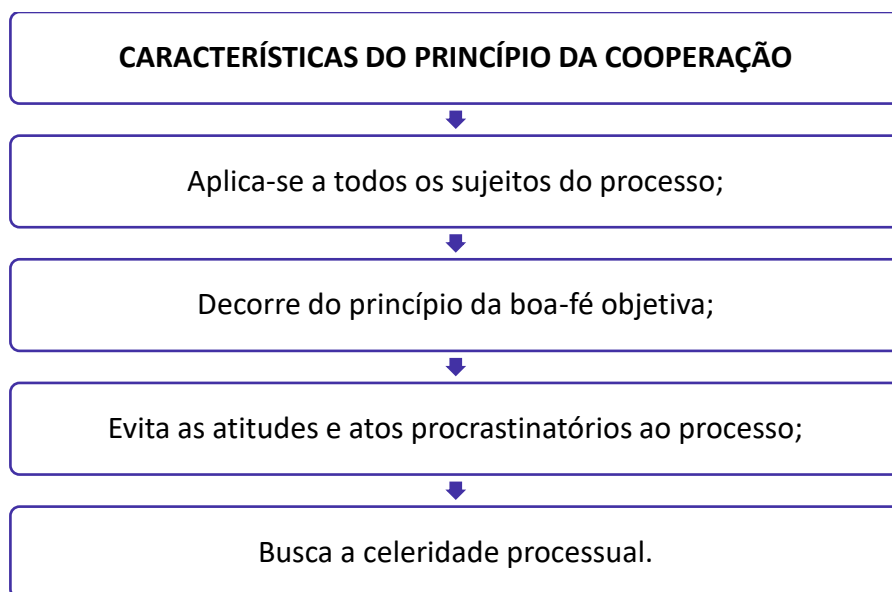 CARACTERÍSTICAS DO PRINCÍPIO DA COOPERAÇÃO
Aplica-se a todos os sujeitos do processo;
Decorre do princípio da boa-fé objetiva;
Evita as atitudes e atos procrastinatórios ao processo;
Busca a celeridade processual.